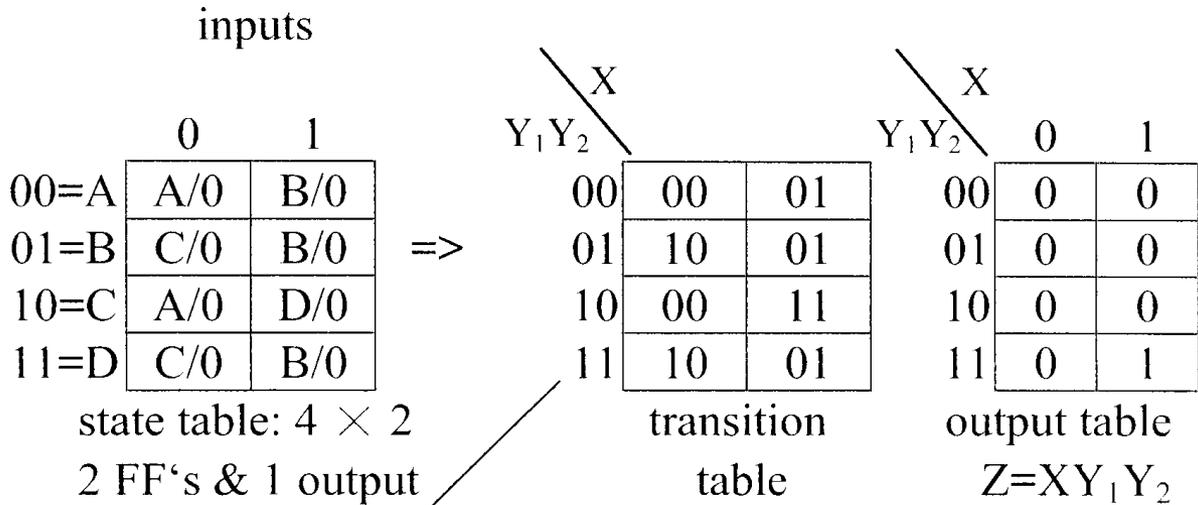 inputs
0 1
00=A A/0 B/0
01=B C/0 B/0
10=C A/0 D/0
11=D C/0 B/0
state table: 4 × 2
2 FF‘s & 1 output
=>
X
Y₁Y₂
00 00 01
01 10 01
10 00 11
11 10 01
transition
table
X
Y₁Y₂ 0 1
00 0 0
01 0 0
10 0 0
11 0 1
output table
Z=XY₁Y₂